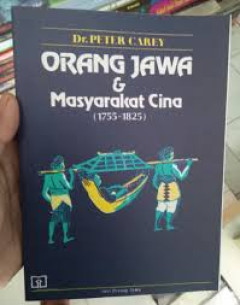 Dr. PETER CAREY
ORANG JAWA
&
Masyarakat Cina
(1755-1825)